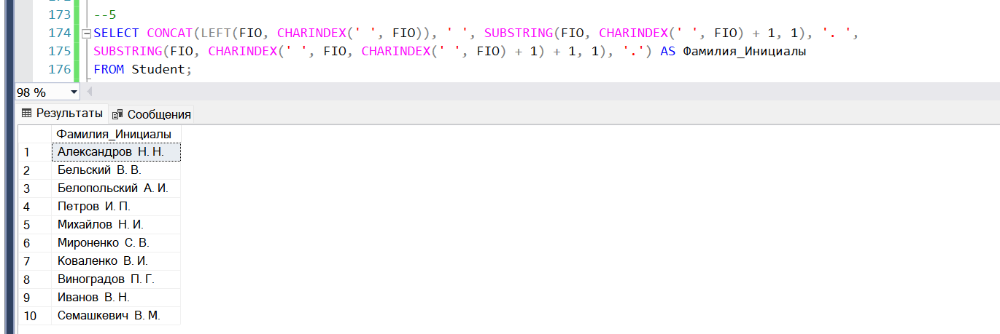 173 --5
174 SELECT CONCAT(LEFT(FIO, CHARINDEX(' ', FIO)), ' ', SUBSTRING(FIO, CHARINDEX(' ', FIO) + 1, 1), '. ',
175 SUBSTRING(FIO, CHARINDEX(' ', FIO, CHARINDEX(' ', FIO) + 1) + 1, 1), '.') AS Фамилия_Инициалы
176 FROM Student;
98 %
Результаты Сообщения
Фамилия_Инициалы
1 Александров  Н. Н.
2 Бельский  В. В.
3 Белопольский  А. И.
4 Петров  И. П.
5 Михайлов  Н. И.
6 Мироненко  С. В.
7 Коваленко  В. И.
8 Виноградов  П. Г.
9 Иванов  В. Н.
10 Семашкевич  В. М.